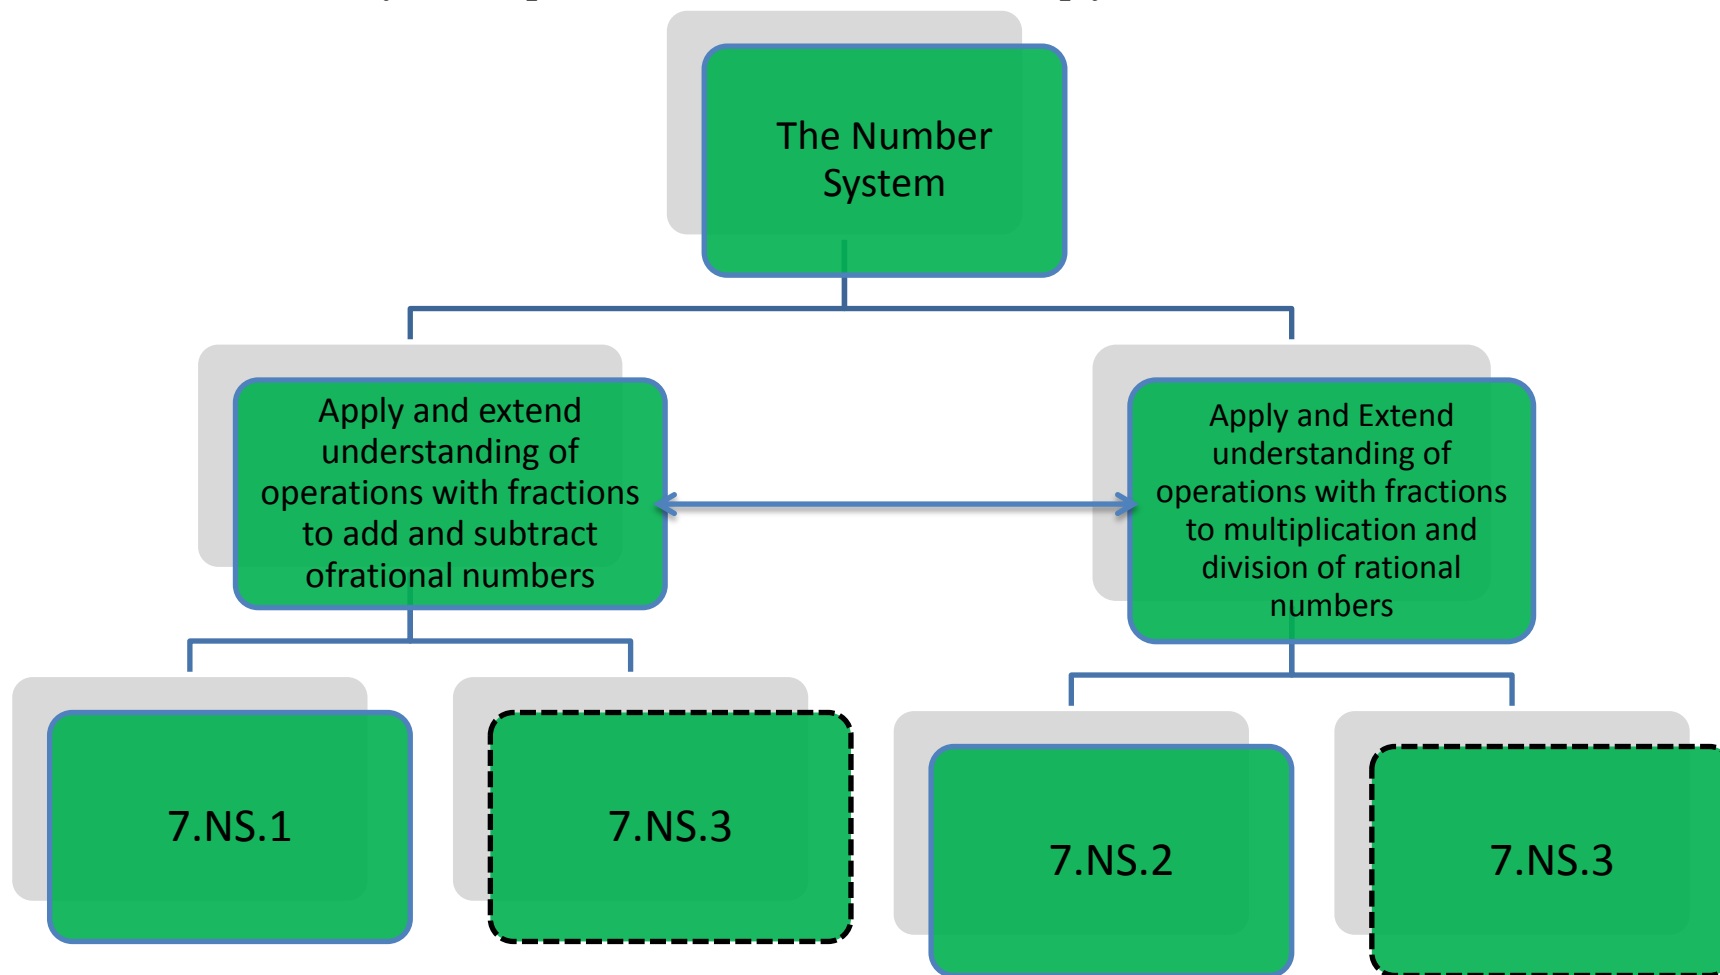 The Number
System
Apply and extend
understanding of
operations with fractions
to add and subtract
ofrational numbers
Apply and Extend
understanding of
operations with fractions
to multiplication and
division of rational
numbers
7.NS.1
7.NS.3
7.NS.2
7.NS.3